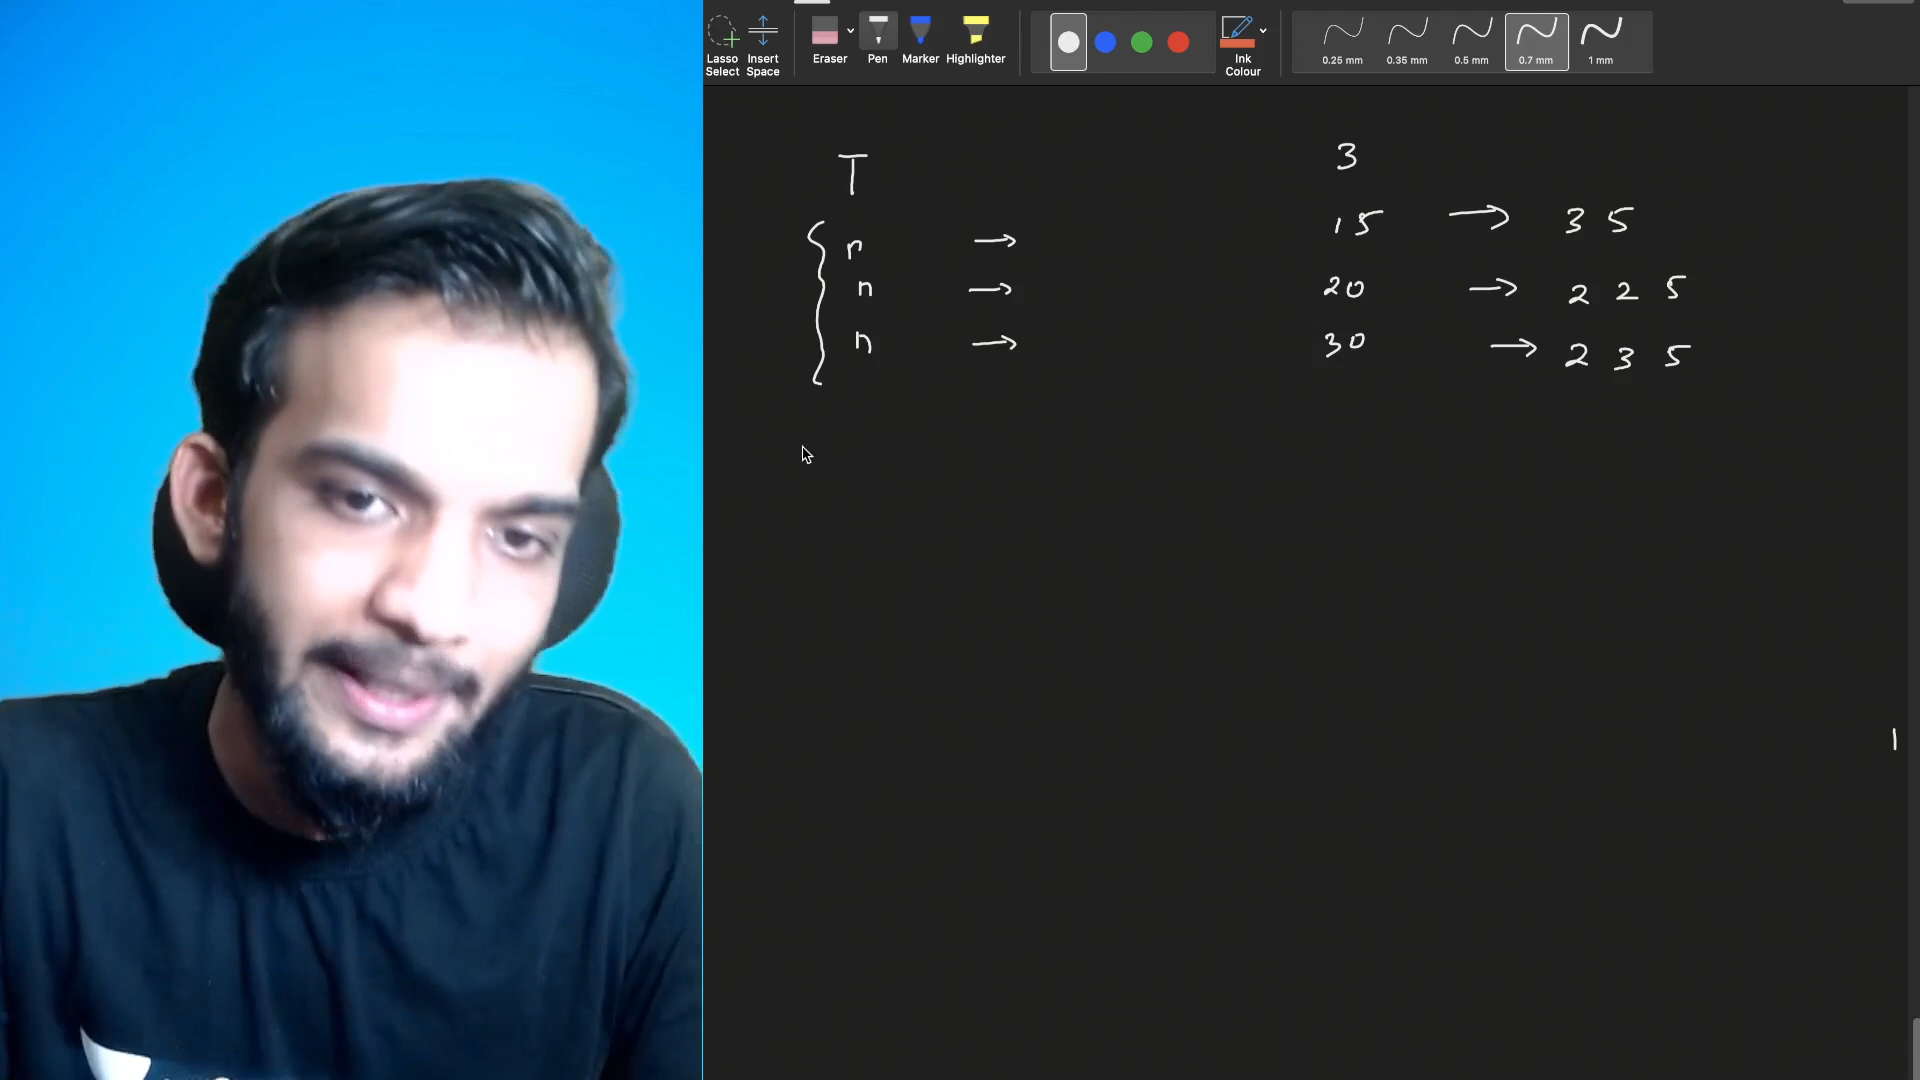 Lasso Select
Insert Space
Eraser
Pen
Marker
Highlighter
Ink Colour
0.25 mm
0.35 mm
0.5 mm
0.7 mm
1 mm
T
n →
n →
n →
3
15 → 3 5
20 → 2 2 5
30 → 2 3 5
1